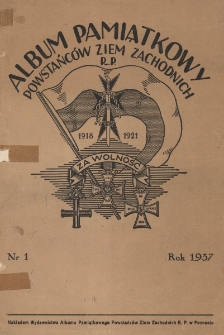 ALBUM PAMIĄTKOWY
POWSTAŃCÓW ZIEM ZACHODNICH
R.P.
1918 1921
ZA WOLNOŚĆ
Nr 1 Rok 1937
Nakładem Wydawnictwa Albumu Pamiątkowego Powstańców Ziem Zachodnich R. P. w Poznaniu